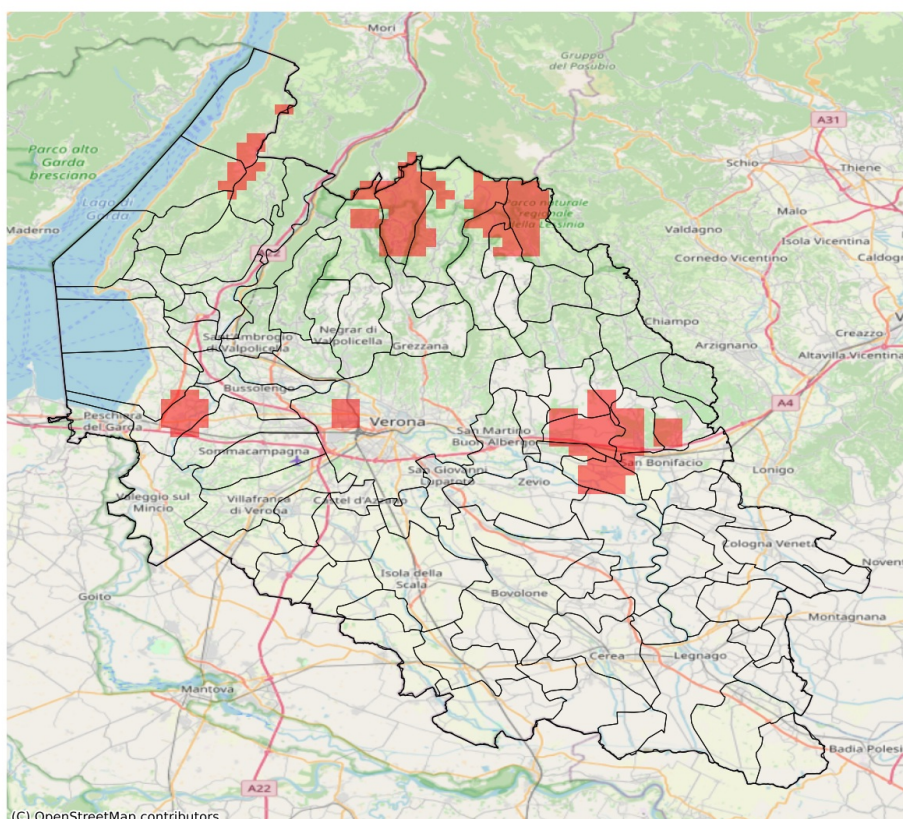 Mori
Gruppo
del Pasubio
A31
Schio
Thiene
Parco alto
Garda
bresciano
Lago di
Garda
Maderno
Parco naturale
regionale
della Lessinia
Malo
Valdagno
Isola Vicentina
Cornedo Vicentino
A22
Chiampo
Sant'Ambrogio
di Valpolicella
Negrar di
Valpolicella
Grezzana
Arzignano
Creazzo
Altavilla Vicentina
Bussolengo
A4
Peschiera
del Garda
Verona
San Martino
Buon Albergo
Sommacampagna
San Bonifacio
Lonigo
San Giovanni
Lupatoto
Zevio
Valeggio sul
Mincio
Villafranca
di Verona
Castel d'Azzano
Cologna Veneta
Isola della
Scala
Goito
Bovolone
Montagnana
Cerea
Legnago
Mantova
Badia Polesi
A22
(C) OpenStreetMap contributors